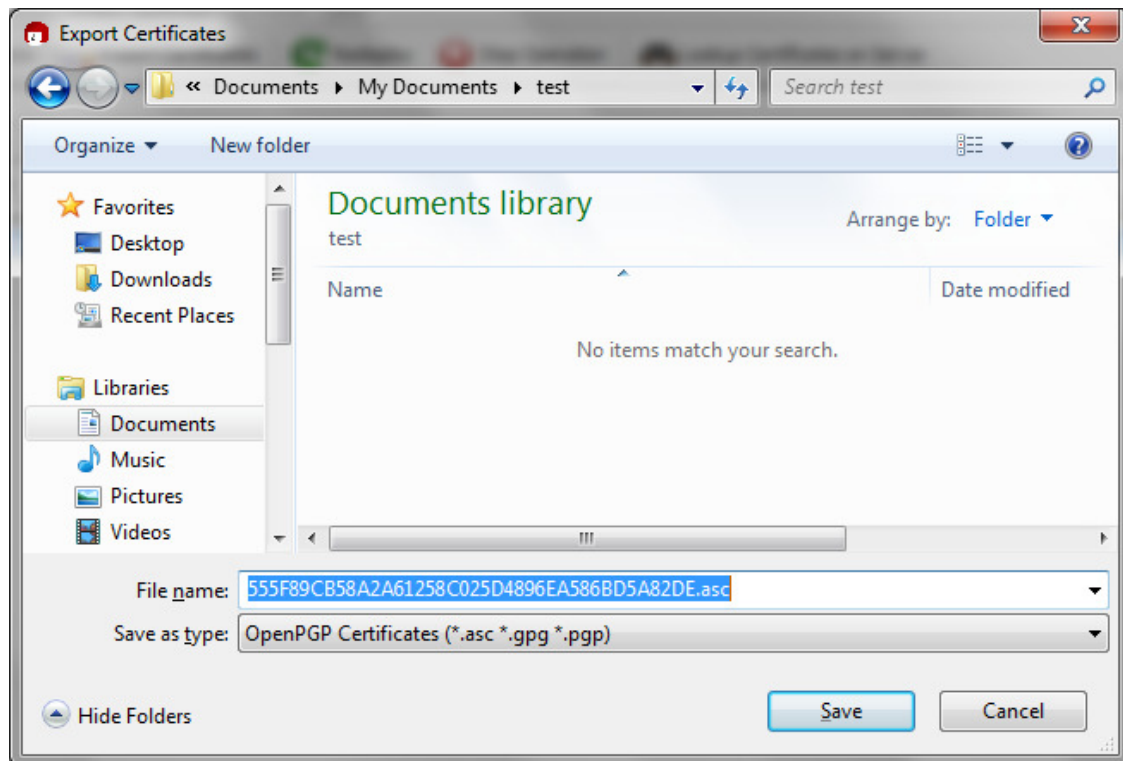 Export Certificates
« Documents ▸ My Documents ▸ test
Search test
Organize ▾ New folder
Favorites
Desktop
Downloads
Recent Places
Libraries
Documents
Music
Pictures
Videos
Documents library
test
Arrange by: Folder ▾
Name Date modified
No items match your search.
File name: 555F89CB58A2A61258C025D4896EA586BD5A82DE.asc
Save as type: OpenPGP Certificates (*.asc *.gpg *.pgp)
Hide Folders
Save Cancel